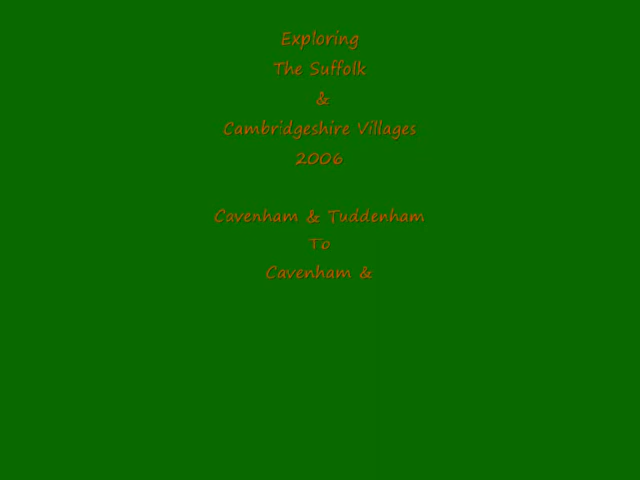 Exploring
The Suffolk
&
Cambridgeshire Villages
2006
Cavenham & Tuddenham
To
Cavenham &